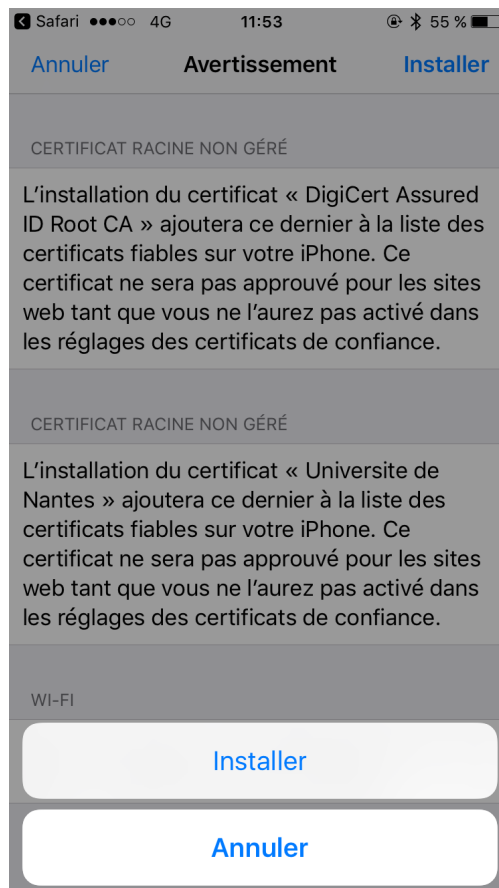 Safari 4G 11:53 55 %
Annuler Avertissement Installer
CERTIFICAT RACINE NON GÉRÉ
L’installation du certificat « DigiCert Assured
ID Root CA » ajoutera ce dernier à la liste des
certificats fiables sur votre iPhone. Ce
certificat ne sera pas approuvé pour les sites
web tant que vous ne l’aurez pas activé dans
les réglages des certificats de confiance.
CERTIFICAT RACINE NON GÉRÉ
L’installation du certificat « Universite de
Nantes » ajoutera ce dernier à la liste des
certificats fiables sur votre iPhone. Ce
certificat ne sera pas approuvé pour les sites
web tant que vous ne l’aurez pas activé dans
les réglages des certificats de confiance.
WI-FI
Installer
Annuler